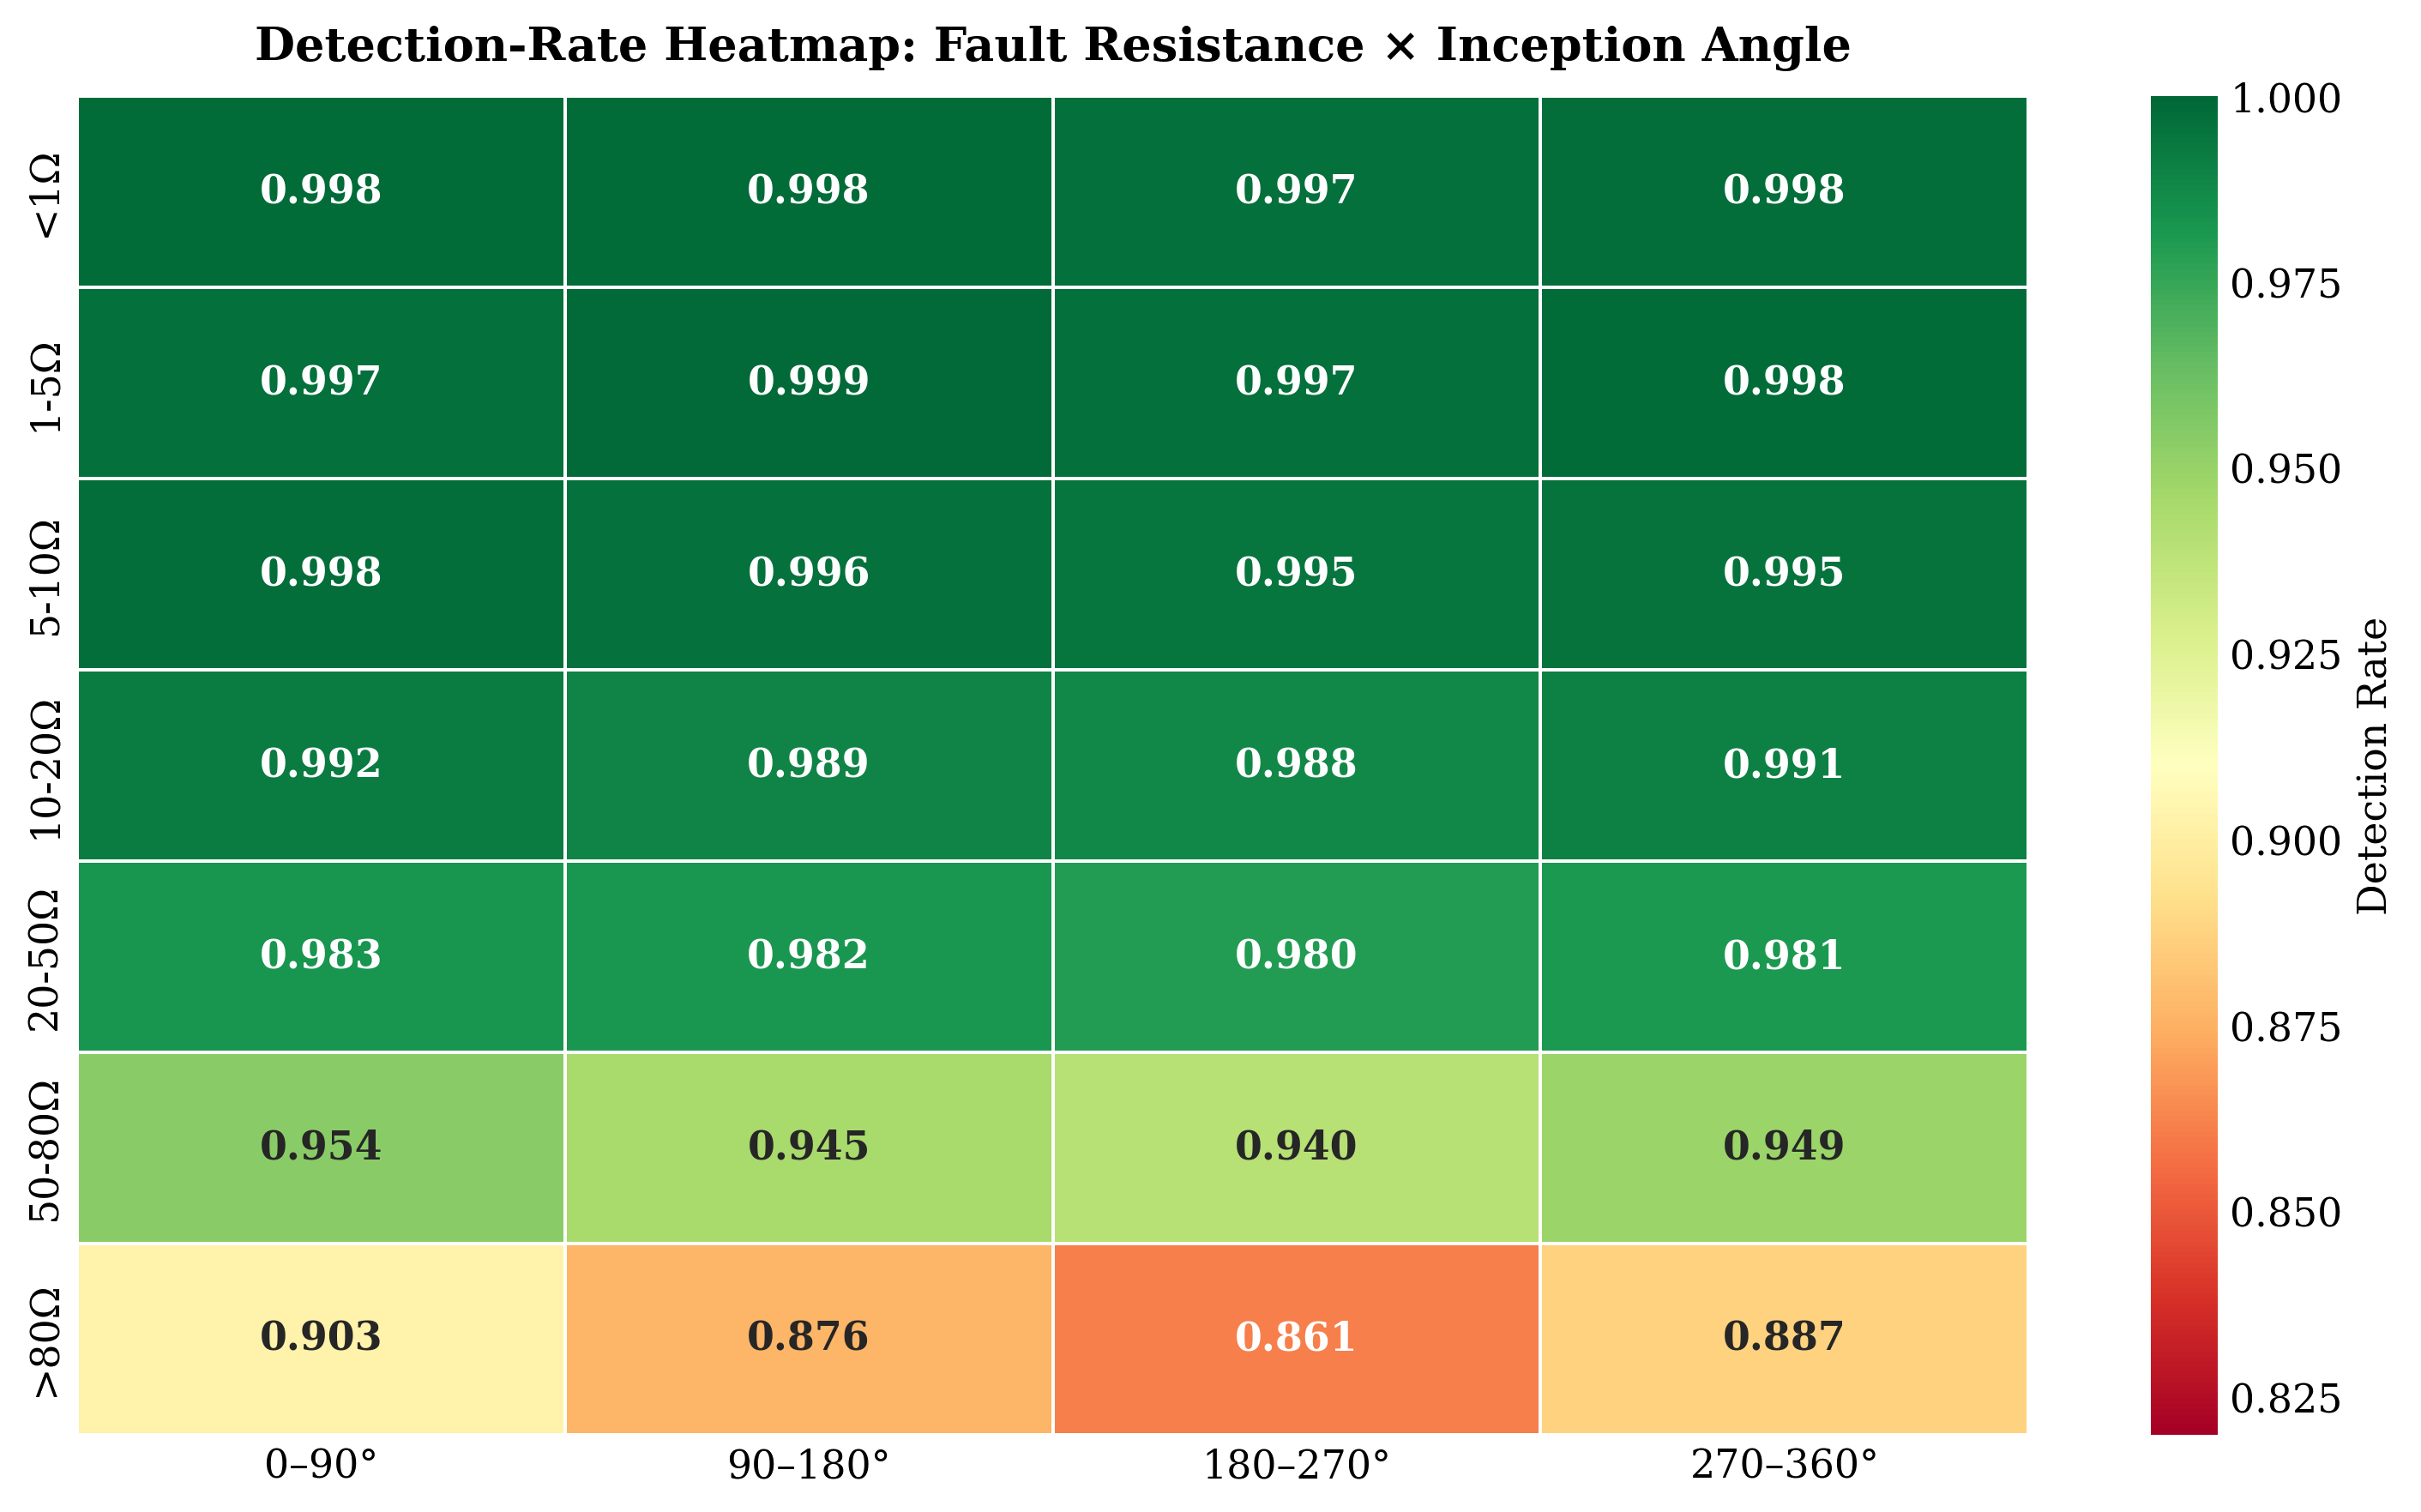 Detection-Rate Heatmap: Fault Resistance × Inception Angle
<1Ω 0.998 0.998 0.997 0.998
1-5Ω 0.997 0.999 0.997 0.998
5-10Ω 0.998 0.996 0.995 0.995
10-20Ω 0.992 0.989 0.988 0.991
20-50Ω 0.983 0.982 0.980 0.981
50-80Ω 0.954 0.945 0.940 0.949
>80Ω 0.903 0.876 0.861 0.887
0–90° 90–180° 180–270° 270–360°
1.000
0.975
0.950
0.925
0.900
0.875
0.850
0.825
Detection Rate